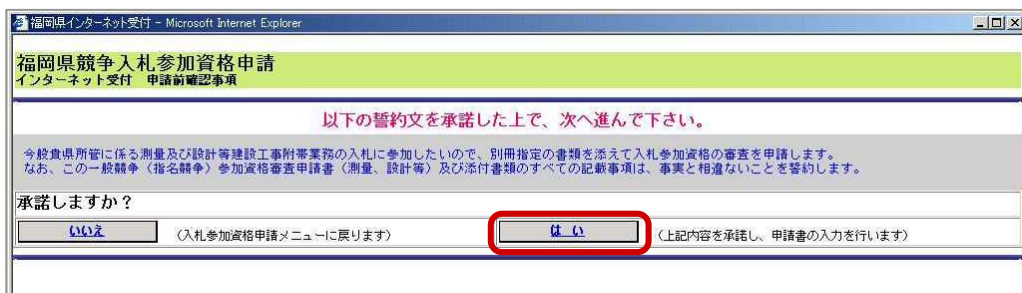 福岡県インターネット受付 - Microsoft Internet Explorer
福岡県競争入札参加資格申請
インターネット受付　申請前確認事項
以下の誓約文を承諾した上で、次へ進んで下さい。
今般貴県所管に係る測量及び設計等建設工事附帯業務の入札に参加したいので、別冊指定の書類を添えて入札参加資格の審査を申請します。
なお、この一般競争（指名競争）参加資格審査申請書（測量、設計等）及び添付書類のすべての記載事項は、事実と相違ないことを誓約します。
承諾しますか？
いいえ　（入札参加資格申請メニューに戻ります）　はい　（上記内容を承諾し、申請書の入力を行います）